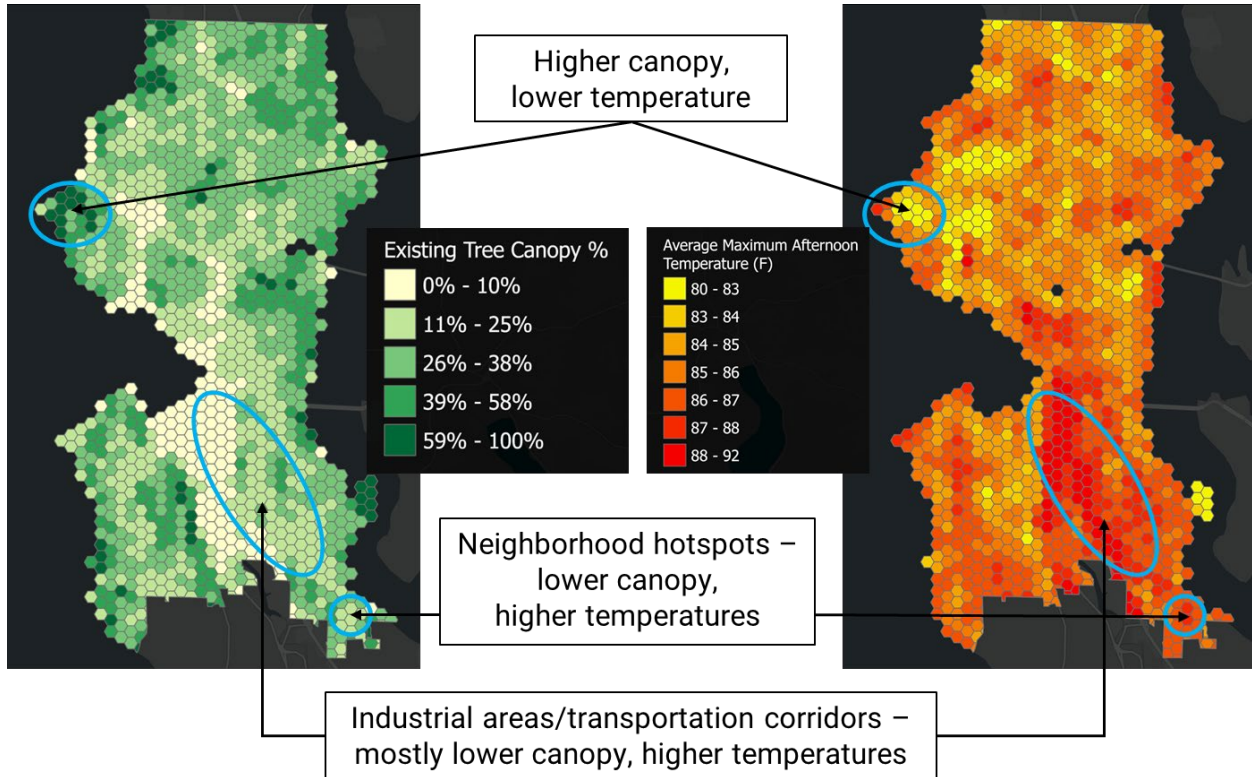 Higher canopy,
lower temperature
Existing Tree Canopy %
0% - 10%
11% - 25%
26% - 38%
39% - 58%
59% - 100%
Average Maximum Afternoon
Temperature (F)
80 - 83
83 - 84
84 - 85
85 - 86
86 - 87
87 - 88
88 - 92
Neighborhood hotspots –
lower canopy,
higher temperatures
Industrial areas/transportation corridors –
mostly lower canopy, higher temperatures